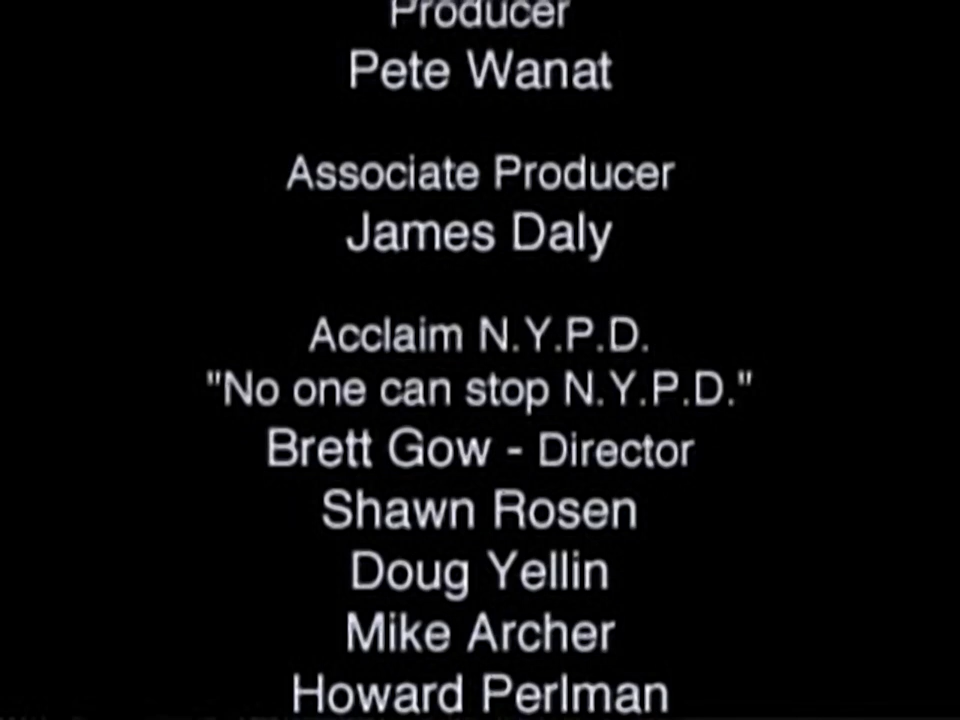 Producer
Pete Wanat
Associate Producer
James Daly
Acclaim N.Y.P.D.
"No one can stop N.Y.P.D."
Brett Gow - Director
Shawn Rosen
Doug Yellin
Mike Archer
Howard Perlman